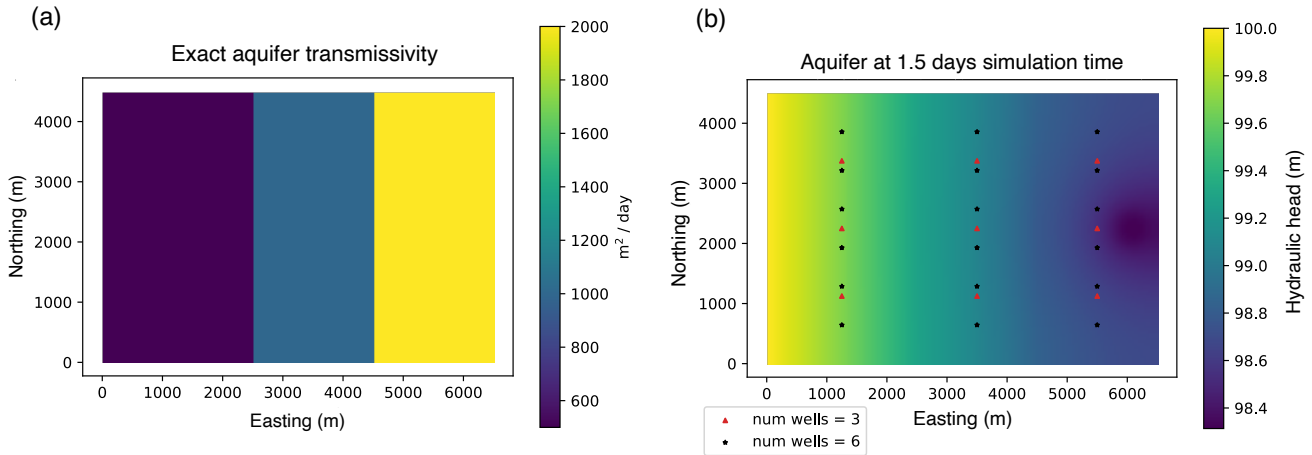 (a)
Exact aquifer transmissivity
Northing (m)
4000
3000
2000
1000
0
0 1000 2000 3000 4000 5000 6000
Easting (m)
2000
1800
1600
1400
1200
1000
800
600
m² / day
(b)
Aquifer at 1.5 days simulation time
Northing (m)
4000
3000
2000
1000
0
0 1000 2000 3000 4000 5000 6000
Easting (m)
num wells = 3
num wells = 6
100.0
99.8
99.6
99.4
99.2
99.0
98.8
98.6
98.4
Hydraulic head (m)